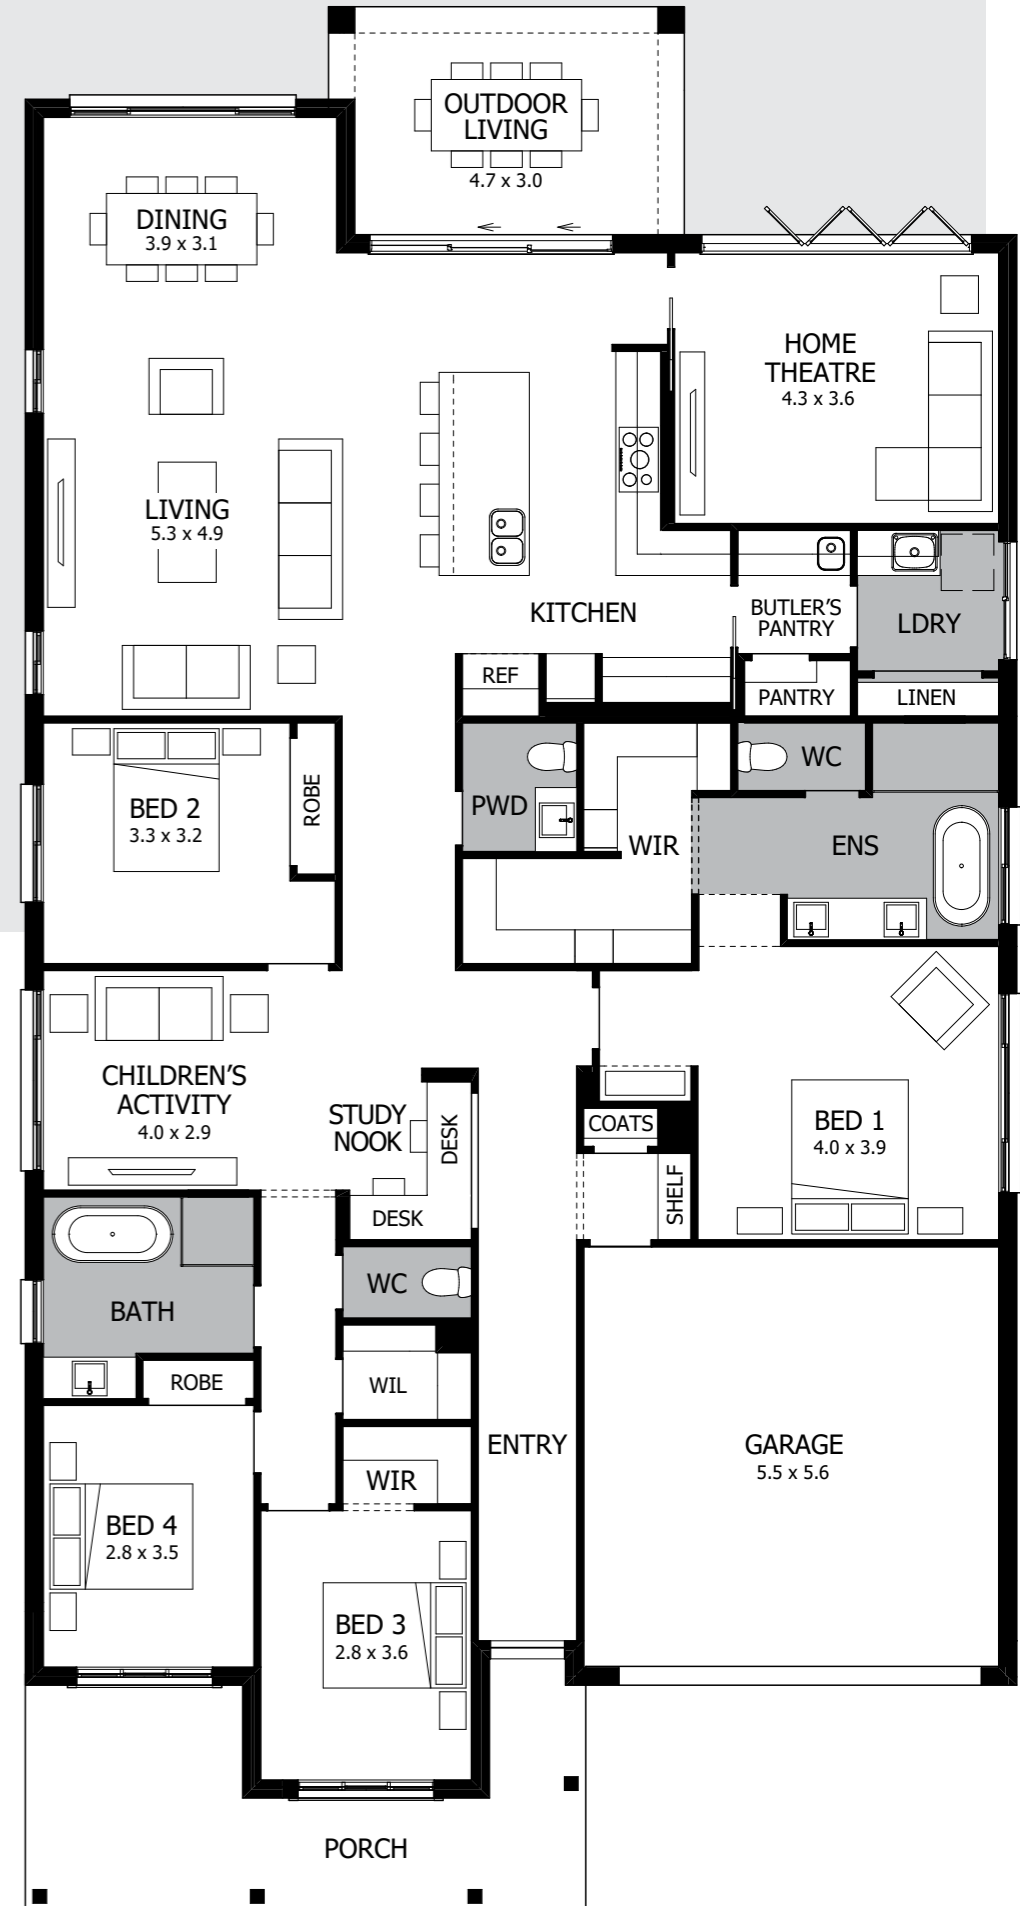 OUTDOOR
LIVING
4.7 x 3.0
DINING
3.9 x 3.1
HOME
THEATRE
4.3 x 3.6
LIVING
5.3 x 4.9
KITCHEN
BUTLER'S
PANTRY
LDRY
REF
PANTRY
LINEN
BED 2
3.3 x 3.2
ROBE
PWD
WIR
WC
ENS
CHILDREN'S
ACTIVITY
4.0 x 2.9
STUDY
NOOK
DESK
DESK
COATS
SHELF
BED 1
4.0 x 3.9
BATH
WC
ROBE
WIL
WIR
ENTRY
GARAGE
5.5 x 5.6
BED 4
2.8 x 3.5
BED 3
2.8 x 3.6
PORCH